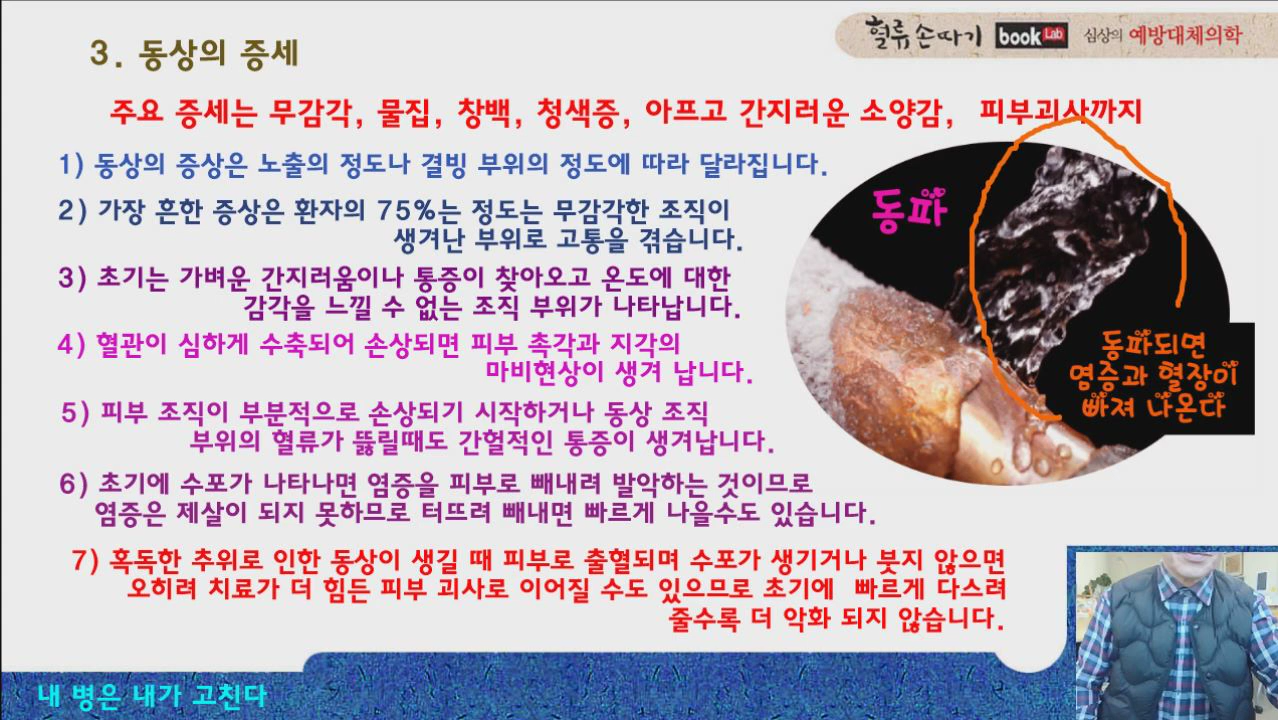 혈류 손따기 book Lab 심상의 예방대체의학
3. 동상의 증세
주요 증세는 무감각, 물집, 창백, 청색증, 아프고 간지러운 소양감, 피부괴사까지
1) 동상의 증상은 노출의 정도나 결빙 부위의 정도에 따라 달라집니다.
2) 가장 흔한 증상은 환자의 75%는 정도는 무감각한 조직이
생겨난 부위로 고통을 겪습니다.
3) 초기는 가벼운 간지러움이나 통증이 찾아오고 온도에 대한
감각을 느낄 수 없는 조직 부위가 나타납니다.
4) 혈관이 심하게 수축되어 손상되면 피부 촉각과 지각의
마비현상이 생겨 납니다.
5) 피부 조직이 부분적으로 손상되기 시작하거나 동상 조직
부위의 혈류가 뚫릴때도 간헐적인 통증이 생겨납니다.
6) 초기에 수포가 나타나면 염증을 피부로 빼내려 발악하는 것이므로
염증은 제살이 되지 못하므로 터뜨려 빼내면 빠르게 나을수도 있습니다.
7) 혹독한 추위로 인한 동상이 생길 때 피부로 출혈되며 수포가 생기거나 붓지 않으면
오히려 치료가 더 힘든 피부 괴사로 이어질 수도 있으므로 초기에 빠르게 다스려
줄수록 더 악화 되지 않습니다.
동파
동파되면
염증과 혈장이
빠져 나온다
내 병은 내가 고친다